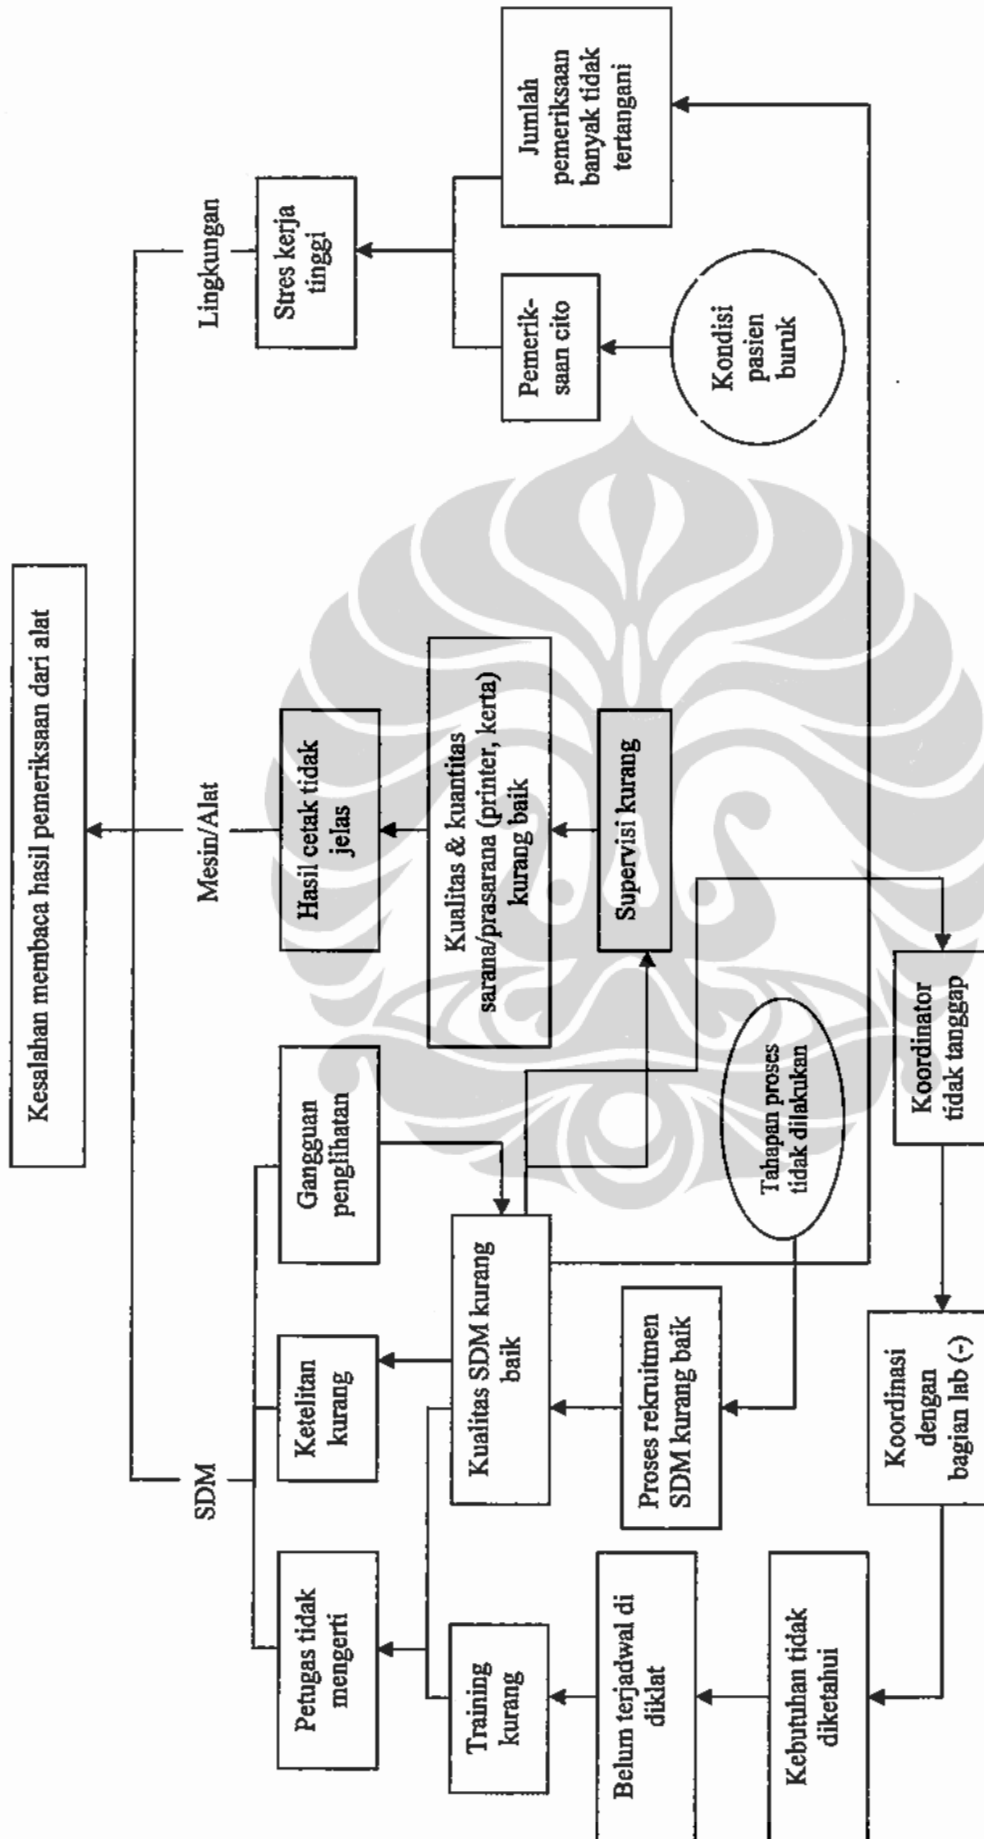 Kesalahan membaca hasil pemeriksaan dari alat
SDM
Mesin/Alat
Lingkungan
Petugas tidak
mengerti
Ketelitan
kurang
Gangguan
penglihatan
Hasil cetak tidak
jelas
Stres kerja
tinggi
Training
kurang
Kualitas SDM kurang
baik
Kualitas & kuantitas
sarana/prasarana (printer, kerta)
kurang baik
Pemerik-
saan cito
Jumlah
pemeriksaan
banyak tidak
tertangani
Belum terjadwal di
diklat
Proses rekruitmen
SDM kurang baik
Supervisi kurang
Kondisi
pasien
buruk
Tahapan proses
tidak dilakukan
Kebutuhan tidak
diketahui
Koordinasi
dengan
bagian lab (-)
Koordinator
tidak tanggap